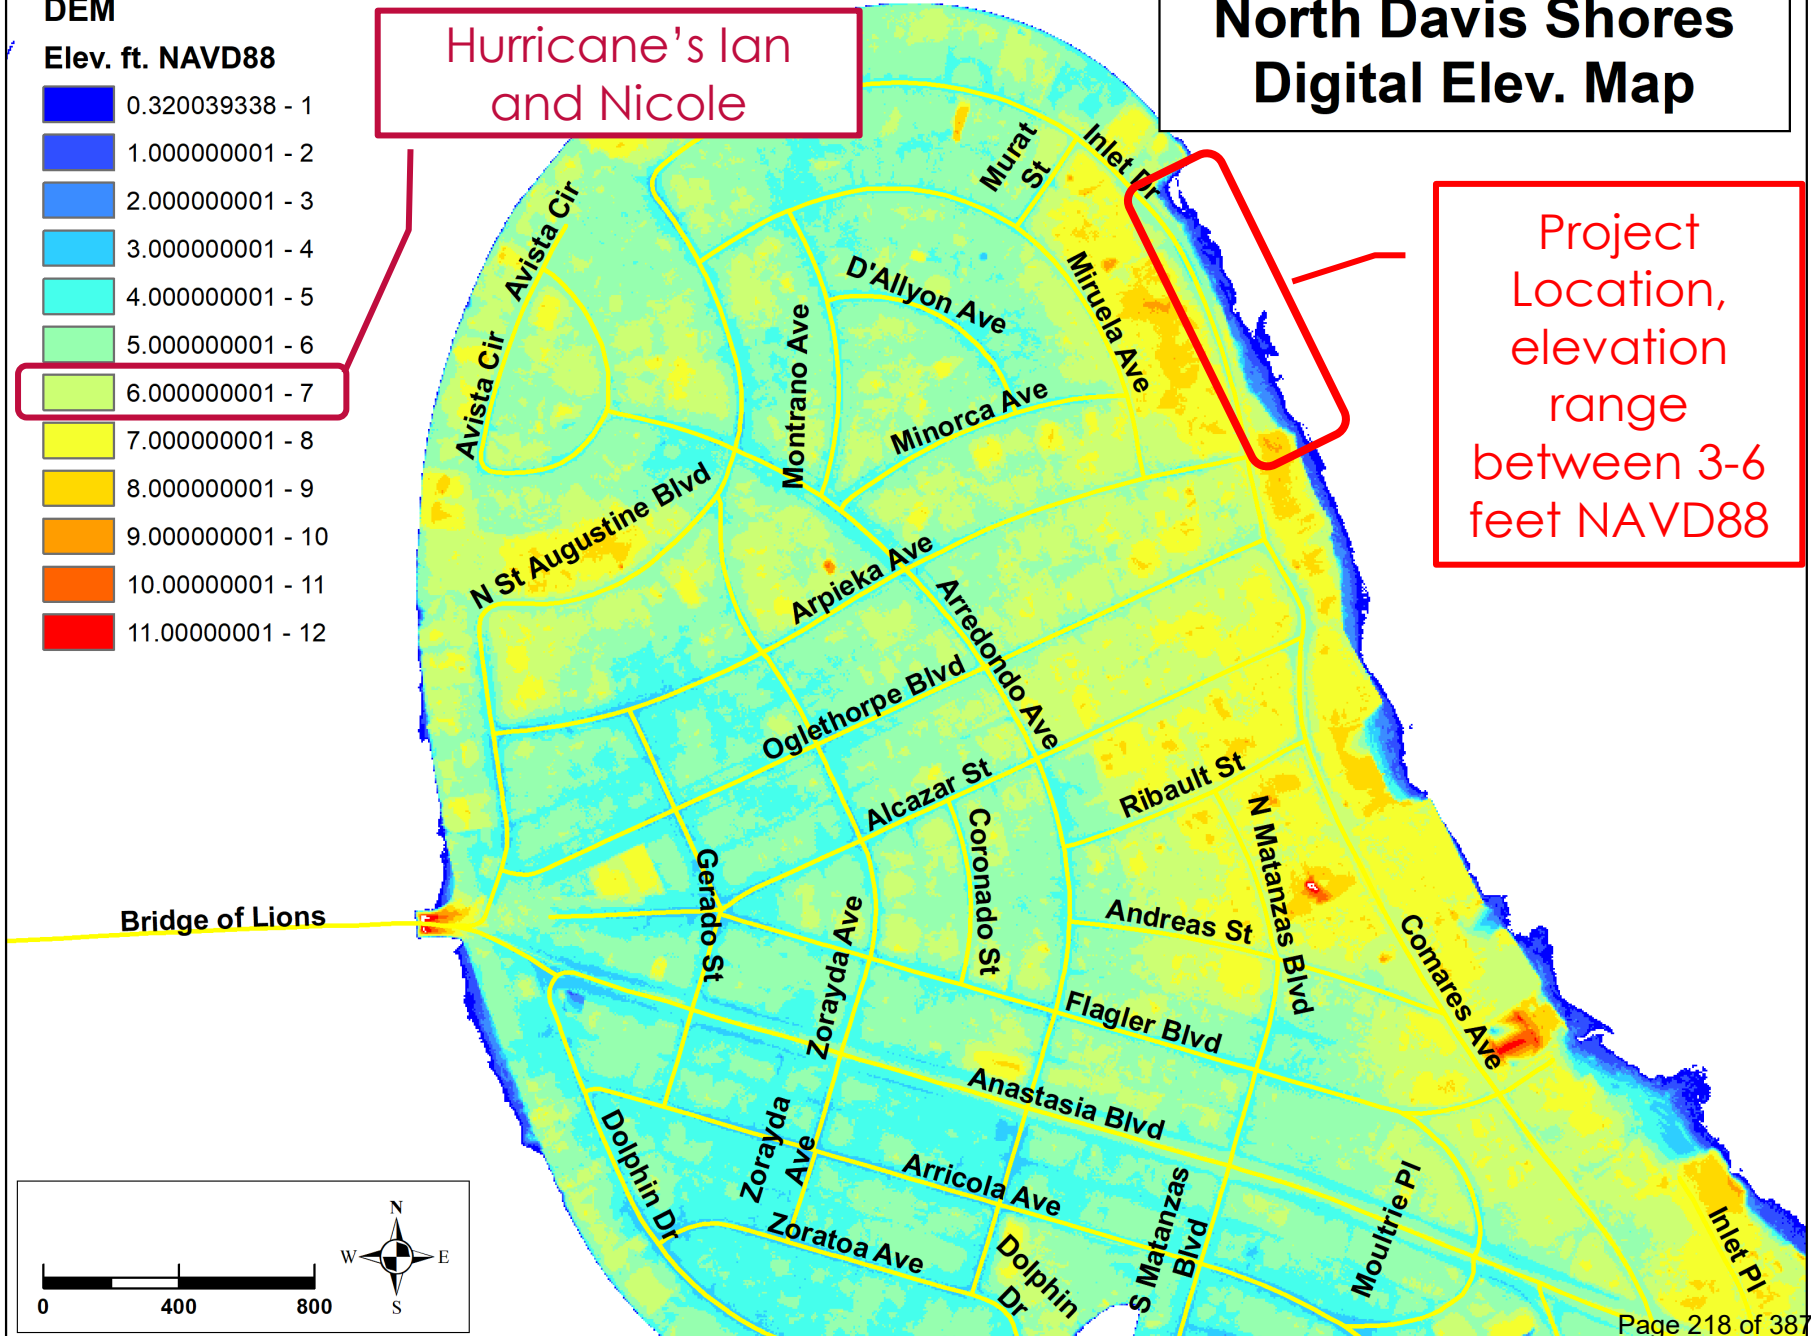 DEM
Elev. ft. NAVD88
0.320039338 - 1
1.000000001 - 2
2.000000001 - 3
3.000000001 - 4
4.000000001 - 5
5.000000001 - 6
6.000000001 - 7
7.000000001 - 8
8.000000001 - 9
9.000000001 - 10
10.00000001 - 11
11.00000001 - 12
Hurricane's Ian
and Nicole
North Davis Shores
Digital Elev. Map
Project
Location,
elevation
range
between 3-6
feet NAVD88
Murat
St
Inlet Dr
Avista Cir
Avista Cir
D'Allyon Ave
Miruela Ave
Montrano Ave
Minorca Ave
N St Augustine Blvd
Arpieka Ave
Arredondo Ave
Oglethorpe Blvd
Alcazar St
Ribault St
Coronado St
N Matanzas Blvd
Gerado St
Bridge of Lions
Zorayda Ave
Andreas St
Comares Ave
Flagler Blvd
Anastasia Blvd
Dolphin Dr
Zorayda
Ave
Arricola Ave
Zoratoa Ave
Dolphin
Dr
S Matanzas
Blvd
Moultrie Pl
Inlet Pl
N
W
E
S
0
400
800
Page 218 of 387